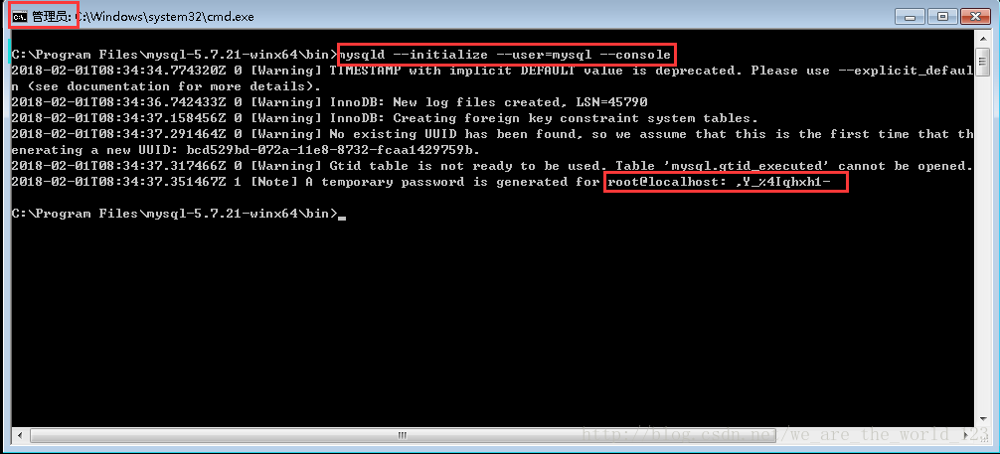 管理员: C:\Windows\system32\cmd.exe
C:\Program Files\mysql-5.7.21-winx64\bin>mysqld --initialize --user=mysql --console
2018-02-01T08:34:34.774320Z 0 [Warning] TIMESTAMP with implicit DEFAULT value is deprecated. Please use --explicit_defaul
n (see documentation for more details).
2018-02-01T08:34:36.742433Z 0 [Warning] InnoDB: New log files created, LSN=45790
2018-02-01T08:34:37.158456Z 0 [Warning] InnoDB: Creating foreign key constraint system tables.
2018-02-01T08:34:37.291464Z 0 [Warning] No existing UUID has been found, so we assume that this is the first time that th
enerating a new UUID: bcd529bd-072a-11e8-8732-fcaa1429759b.
2018-02-01T08:34:37.317466Z 0 [Warning] Gtid table is not ready to be used. Table 'mysql.gtid_executed' cannot be opened.
2018-02-01T08:34:37.351467Z 1 [Note] A temporary password is generated for root@localhost: ,Y_%4Iqhxh1-
C:\Program Files\mysql-5.7.21-winx64\bin>_
http://blog.csdn.net/we_are_the_world_123